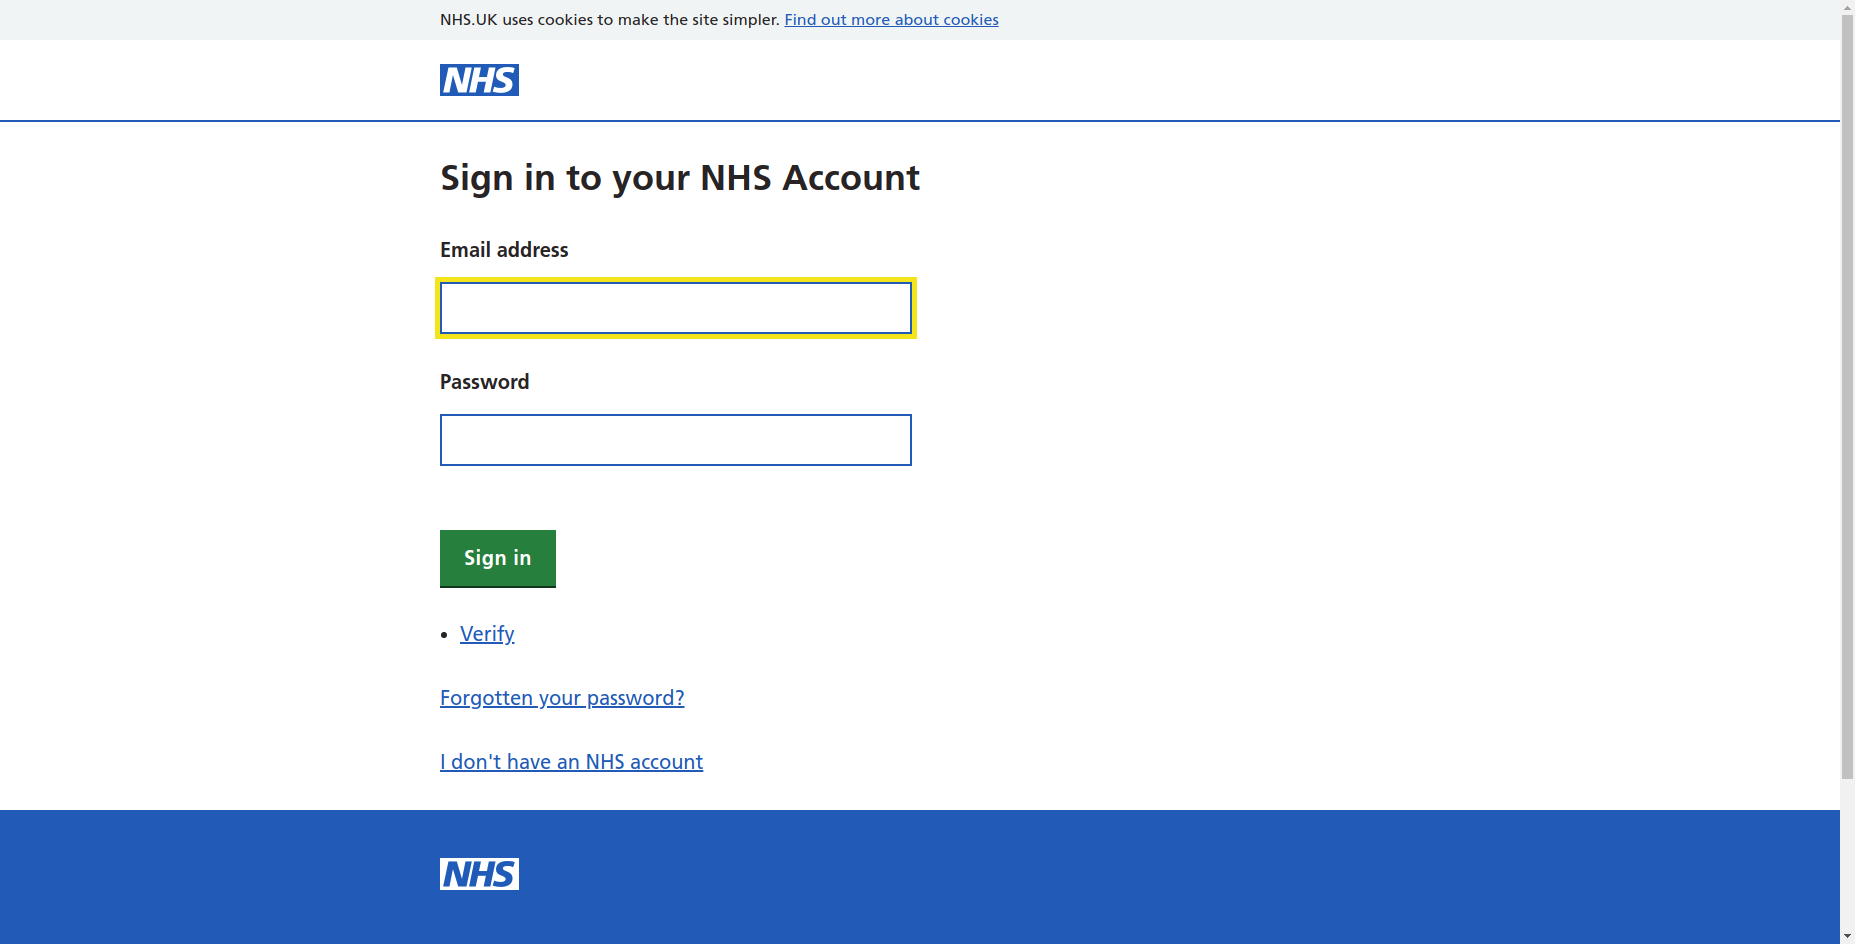 NHS.UK uses cookies to make the site simpler. Find out more about cookies
NHS
Sign in to your NHS Account
Email address
Password
Sign in
• Verify
Forgotten your password?
I don't have an NHS account
NHS